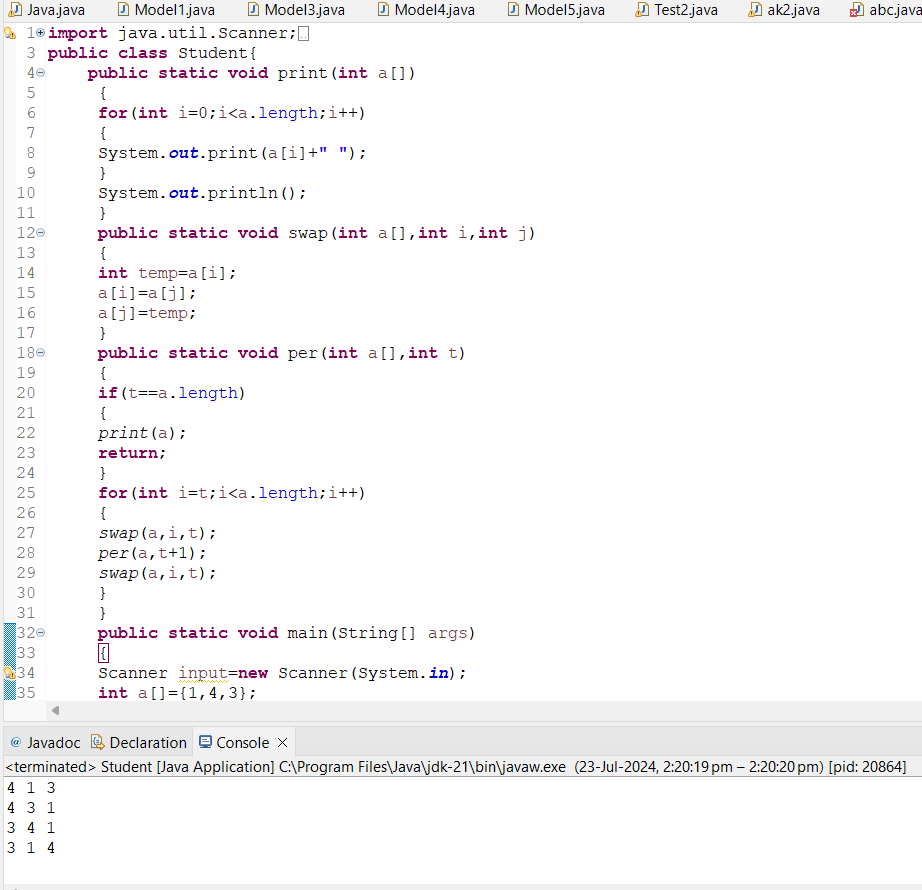 Java.java Model1.java Model3.java Model4.java Model5.java Test2.java ak2.java abc.java
1 import java.util.Scanner;
3 public class Student{
4 public static void print(int a[])
5 {
6 for(int i=0;i<a.length;i++)
7 {
8 System.out.print(a[i]+" ");
9 }
10 System.out.println();
11 }
12 public static void swap(int a[],int i,int j)
13 {
14 int temp=a[i];
15 a[i]=a[j];
16 a[j]=temp;
17 }
18 public static void per(int a[],int t)
19 {
20 if(t==a.length)
21 {
22 print(a);
23 return;
24 }
25 for(int i=t;i<a.length;i++)
26 {
27 swap(a,i,t);
28 per(a,t+1);
29 swap(a,i,t);
30 }
31 }
32 public static void main(String[] args)
33 {
34 Scanner input=new Scanner(System.in);
35 int a[]={1,4,3};
@ Javadoc Declaration Console
<terminated> Student [Java Application] C:\Program Files\Java\jdk-21\bin\javaw.exe (23-Jul-2024, 2:20:19 pm – 2:20:20 pm) [pid: 20864]
4 1 3
4 3 1
3 4 1
3 1 4